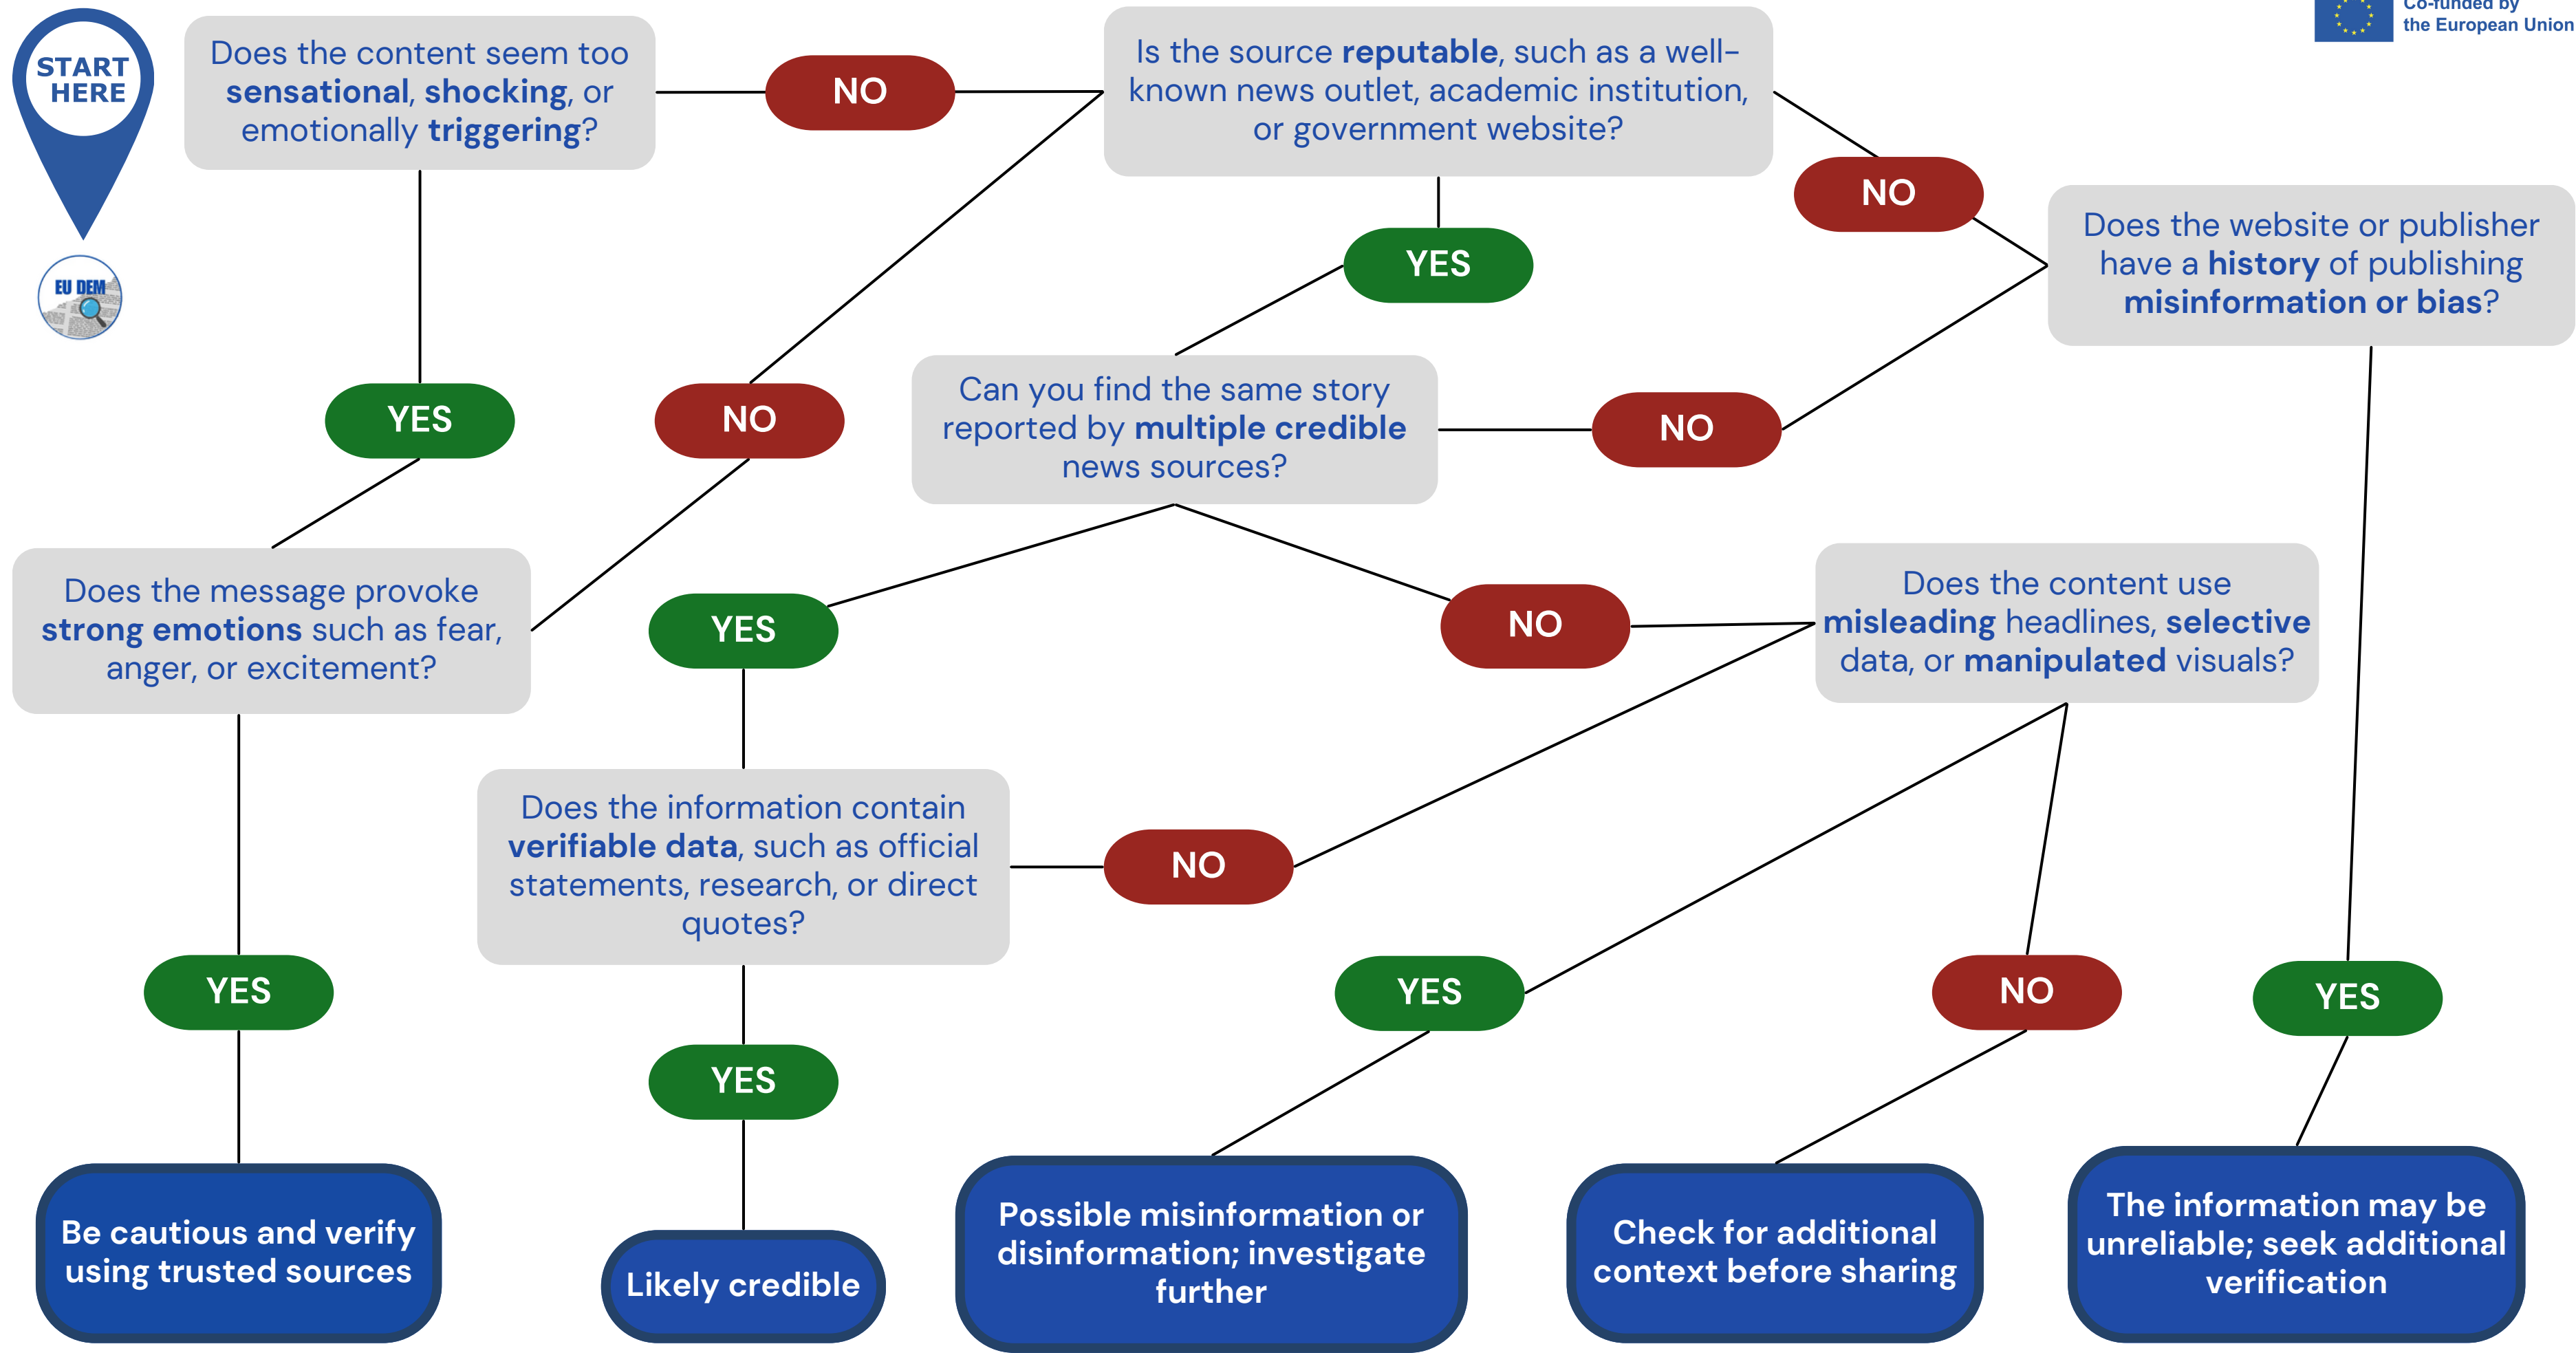 START
HERE
EU DEM
Does the content seem too
sensational, shocking, or
emotionally triggering?
NO
Is the source reputable, such as a well-
known news outlet, academic institution,
or government website?
Co-funded by
the European Union
NO
YES
Does the website or publisher
have a history of publishing
misinformation or bias?
YES
NO
Can you find the same story
reported by multiple credible
news sources?
NO
Does the message provoke
strong emotions such as fear,
anger, or excitement?
YES
NO
Does the content use
misleading headlines, selective
data, or manipulated visuals?
Does the information contain
verifiable data, such as official
statements, research, or direct
quotes?
NO
YES
YES
YES
NO
YES
Be cautious and verify
using trusted sources
Likely credible
Possible misinformation or
disinformation; investigate
further
Check for additional
context before sharing
The information may be
unreliable; seek additional
verification